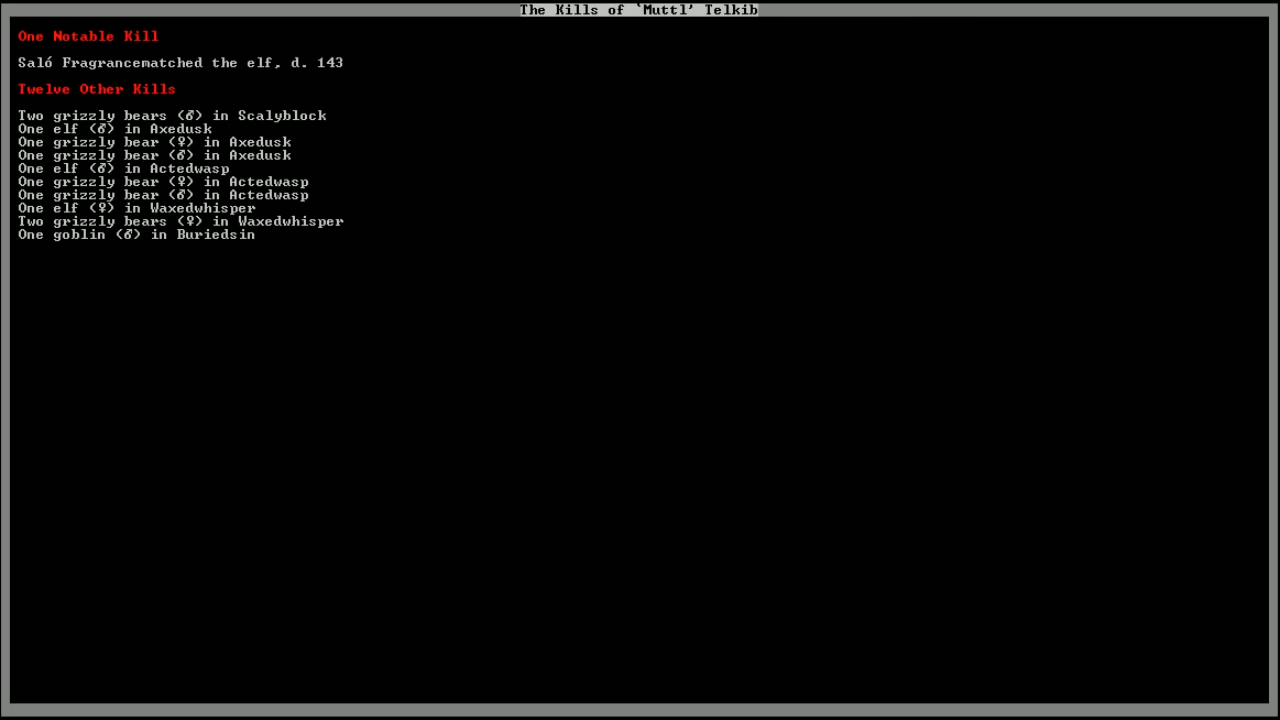 The Kills of `Muttl' Telkib
One Notable Kill
Saló Fragrancematched the elf, d. 143
Twelve Other Kills
Two grizzly bears (♂) in Scalyblock
One elf (♂) in Axedusk
One grizzly bear (♀) in Axedusk
One grizzly bear (♂) in Axedusk
One elf (♂) in Actedwasp
One grizzly bear (♀) in Actedwasp
One grizzly bear (♂) in Actedwasp
One elf (♀) in Waxedwhisper
Two grizzly bears (♀) in Waxedwhisper
One goblin (♂) in Buriedsin